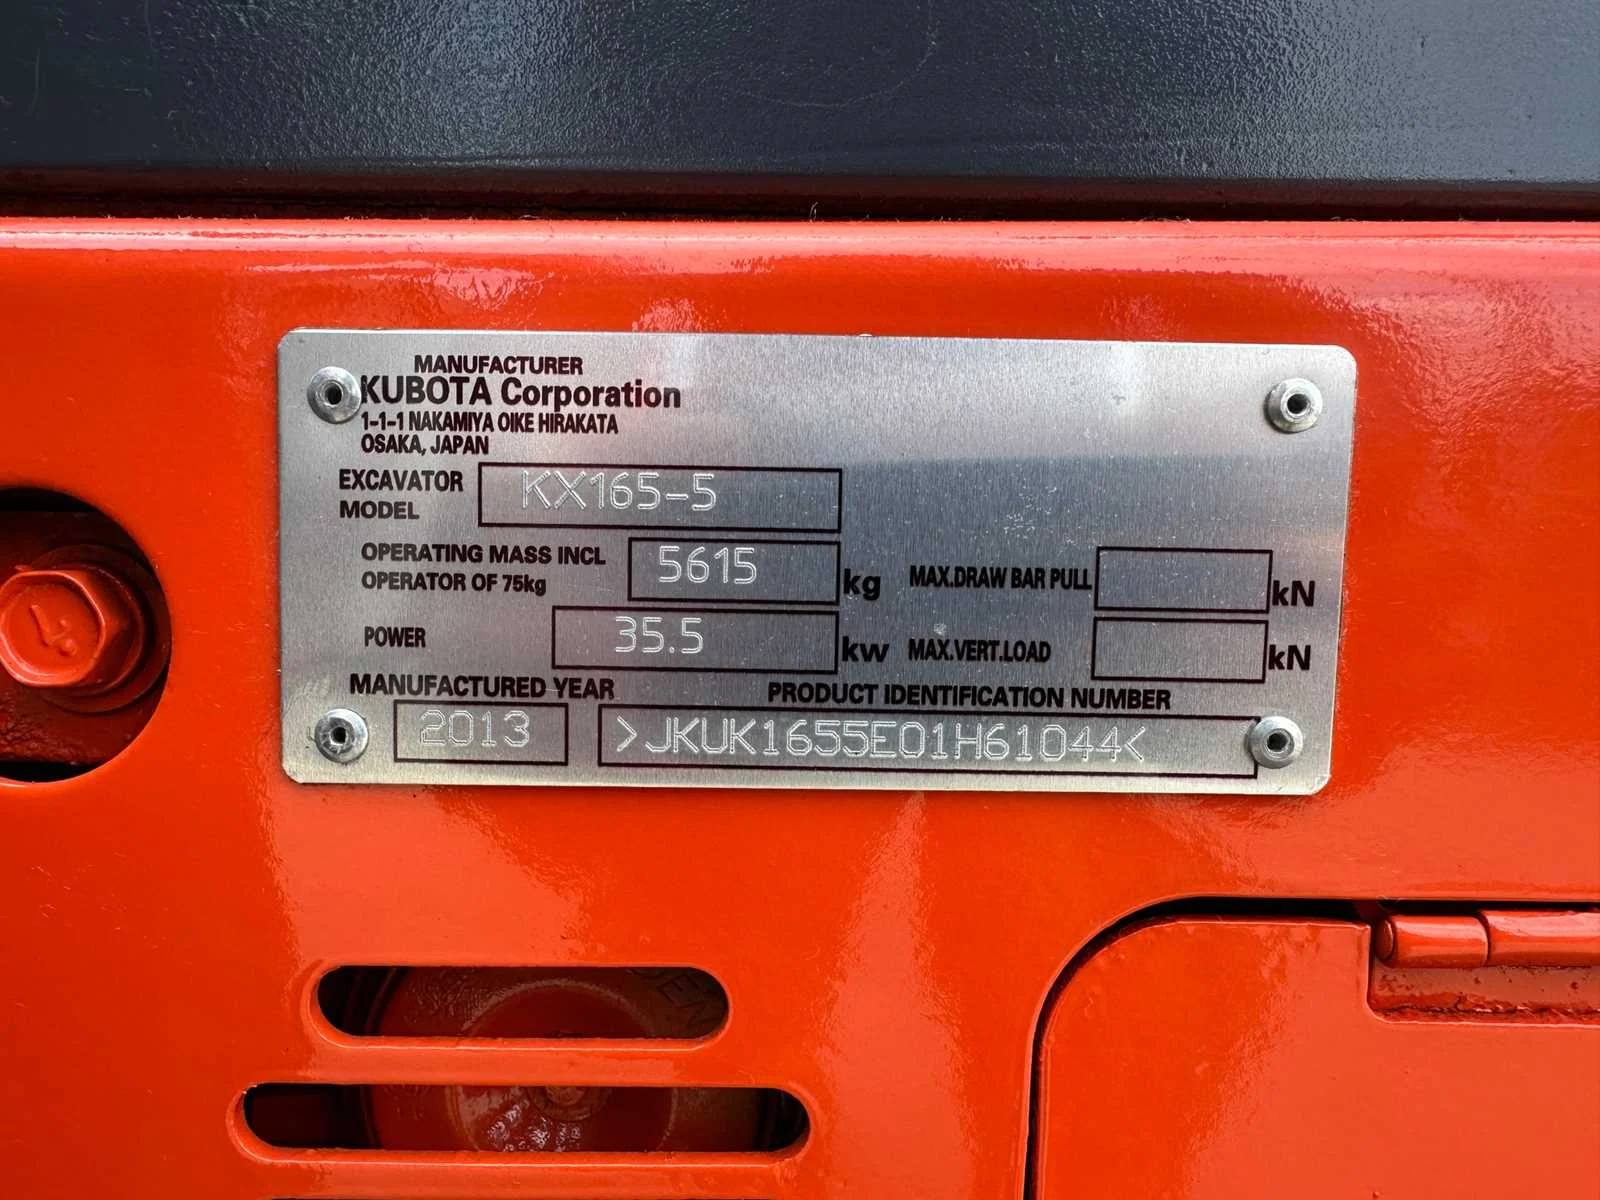 MANUFACTURER
KUBOTA Corporation
1-1-1 NAKAMIYA OIKE HIRAKATA
OSAKA, JAPAN
EXCAVATOR MODEL KX165-5
OPERATING MASS INCL
OPERATOR OF 75kg 5615 kg MAX.DRAW BAR PULL kN
POWER 35.5 kw MAX.VERT.LOAD kN
MANUFACTURED YEAR PRODUCT IDENTIFICATION NUMBER
2013 >JKUK1655E01H61044<
4